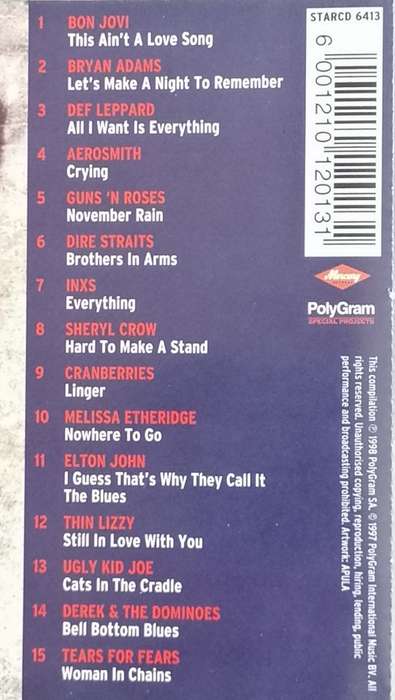 1 BON JOVI
This Ain't A Love Song
2 BRYAN ADAMS
Let's Make A Night To Remember
3 DEF LEPPARD
All I Want Is Everything
4 AEROSMITH
Crying
5 GUNS 'N ROSES
November Rain
6 DIRE STRAITS
Brothers In Arms
7 INXS
Everything
8 SHERYL CROW
Hard To Make A Stand
9 CRANBERRIES
Linger
10 MELISSA ETHERIDGE
Nowhere To Go
11 ELTON JOHN
I Guess That's Why They Call It
The Blues
12 THIN LIZZY
Still In Love With You
13 UGLY KID JOE
Cats In The Cradle
14 DEREK & THE DOMINOES
Bell Bottom Blues
15 TEARS FOR FEARS
Woman In Chains
STARCD 6413
6 001210 120131
Mercury
PolyGram
SPECIAL PROJECTS
This compilation ℗ 1998 PolyGram SA. © 1997 PolyGram International Music BV. All
rights reserved. Unauthorised copying, reproduction, hiring, lending, public
performance and broadcasting prohibited. Artwork: APULA